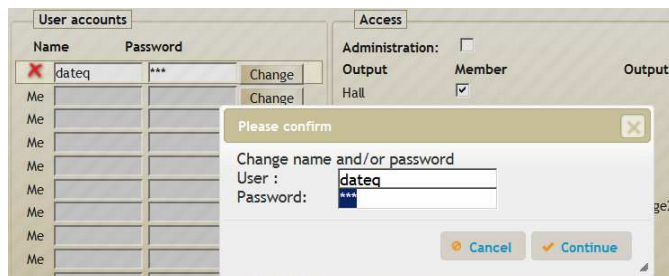 User accounts
Access
Name Password
Administration:
Output Member Output
dateq *** Change
Hall
Me Change
Me
Me
Me
Me
Me
Me
Me
Please confirm
Change name and/or password
User : dateq
Password: ***
Cancel Continue